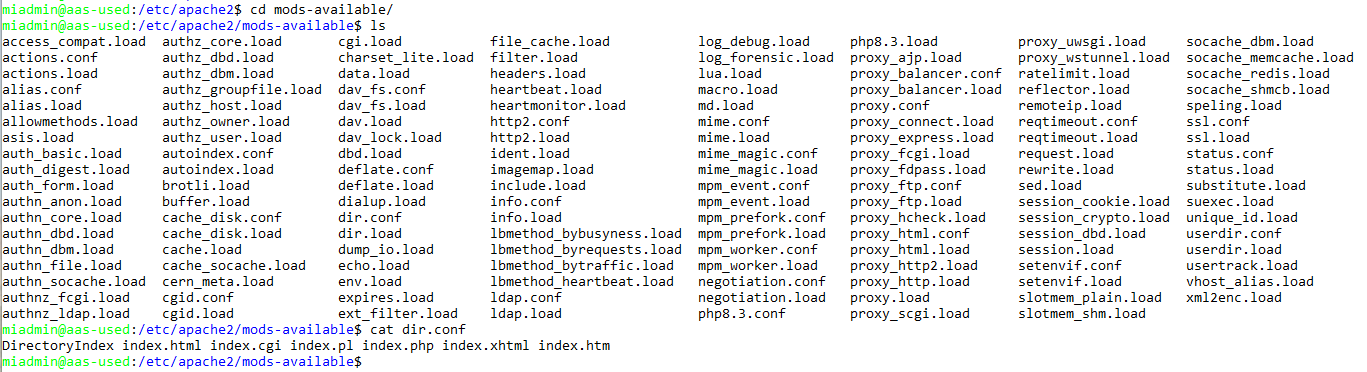 miadmin@aas-used:/etc/apache2$ cd mods-available/
miadmin@aas-used:/etc/apache2/mods-available$ ls
access_compat.load  authz_core.load  cgi.load  file_cache.load  log_debug.load  php8.3.load  proxy_uwsgi.load  socache_dbm.load
actions.conf  authz_dbd.load  charset_lite.load  filter.load  log_forensic.load  proxy_ajp.load  proxy_wstunnel.load  socache_memcache.load
actions.load  authz_dbm.load  data.load  headers.load  lua.load  proxy_balancer.conf  ratelimit.load  socache_redis.load
alias.conf  authz_groupfile.load  dav_fs.conf  heartbeat.load  macro.load  proxy_balancer.load  reflector.load  socache_shmcb.load
alias.load  authz_host.load  dav_fs.load  heartmonitor.load  md.load  proxy.conf  remoteip.load  speling.load
allowmethods.load  authz_owner.load  dav.load  http2.conf  mime.conf  proxy_connect.load  reqtimeout.conf  ssl.conf
asis.load  authz_user.load  dav_lock.load  http2.load  mime.load  proxy_express.load  reqtimeout.load  ssl.load
auth_basic.load  autoindex.conf  dbd.load  ident.load  mime_magic.conf  proxy_fcgi.load  request.load  status.conf
auth_digest.load  autoindex.load  deflate.conf  imagemap.load  mime_magic.load  proxy_fdpass.load  rewrite.load  status.load
auth_form.load  brotli.load  deflate.load  include.load  mpm_event.conf  proxy_ftp.conf  sed.load  substitute.load
authn_anon.load  buffer.load  dialup.load  info.conf  mpm_event.load  proxy_ftp.load  session_cookie.load  suexec.load
authn_core.load  cache_disk.conf  dir.conf  info.load  mpm_prefork.conf  proxy_hcheck.load  session_crypto.load  unique_id.load
authn_dbd.load  cache_disk.load  dir.load  lbmethod_bybusyness.load  mpm_prefork.load  proxy_html.conf  session_dbd.load  userdir.conf
authn_dbm.load  cache.load  dump_io.load  lbmethod_byrequests.load  mpm_worker.conf  proxy_html.load  session.load  userdir.load
authn_file.load  cache_socache.load  echo.load  lbmethod_bytraffic.load  mpm_worker.load  proxy_http2.load  setenvif.conf  usertrack.load
authn_socache.load  cern_meta.load  env.load  lbmethod_heartbeat.load  negotiation.conf  proxy_http.load  setenvif.load  vhost_alias.load
authnz_fcgi.load  cgid.conf  expires.load  ldap.conf  negotiation.load  proxy.load  slotmem_plain.load  xml2enc.load
authnz_ldap.load  cgid.load  ext_filter.load  ldap.load  php8.3.conf  proxy_scgi.load  slotmem_shm.load
miadmin@aas-used:/etc/apache2/mods-available$ cat dir.conf
DirectoryIndex index.html index.cgi index.pl index.php index.xhtml index.htm
miadmin@aas-used:/etc/apache2/mods-available$